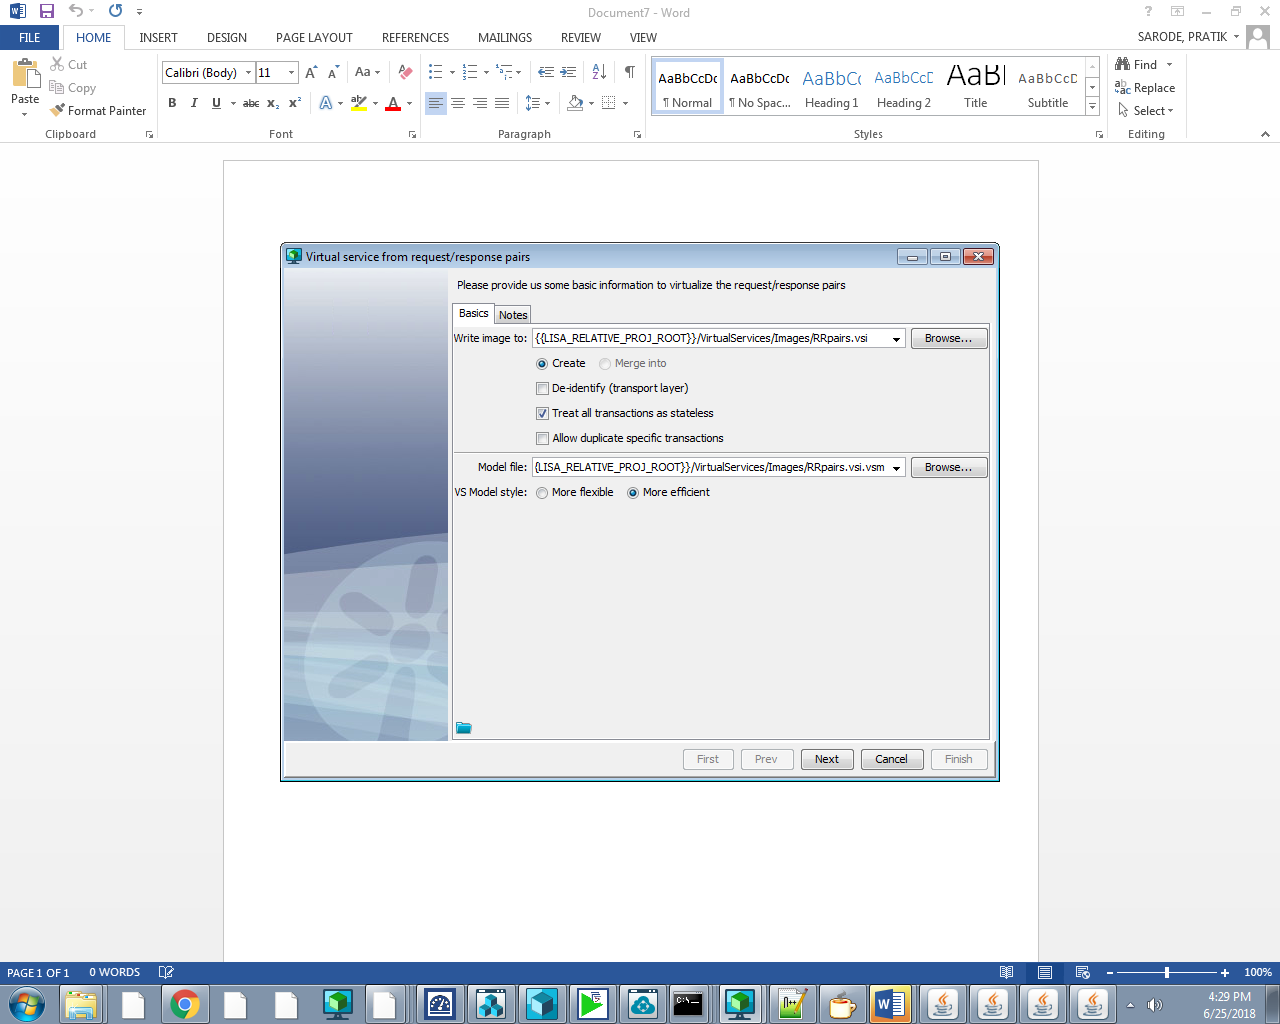 Document7 - Word
FILE HOME INSERT DESIGN PAGE LAYOUT REFERENCES MAILINGS REVIEW VIEW SARODE, PRATIK
Paste
Cut
Copy
Format Painter
Clipboard
Calibri (Body) 11
Font
Paragraph
AaBbCcDc AaBbCcDc AaBbCc AaBbCcD AaBl AaBbCcD
¶ Normal ¶ No Spac... Heading 1 Heading 2 Title Subtitle
Styles
Find
Replace
Select
Editing
Virtual service from request/response pairs
Please provide us some basic information to virtualize the request/response pairs
Basics Notes
Write image to: {{LISA_RELATIVE_PROJ_ROOT}}/VirtualServices/Images/RRpairs.vsi Browse...
Create Merge into
De-identify (transport layer)
Treat all transactions as stateless
Allow duplicate specific transactions
Model file: {LISA_RELATIVE_PROJ_ROOT}}/VirtualServices/Images/RRpairs.vsi.vsm Browse...
VS Model style: More flexible More efficient
First Prev Next Cancel Finish
PAGE 1 OF 1 0 WORDS 100%
4:29 PM
6/25/2018